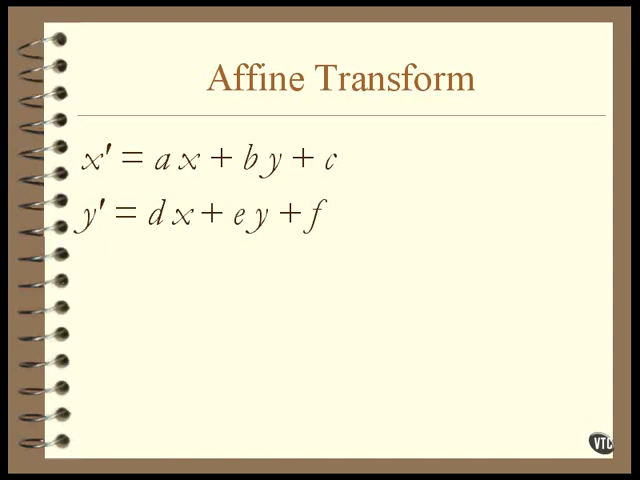 Affine Transform
x' = a x + b y + c
y' = d x + e y + f
VTC